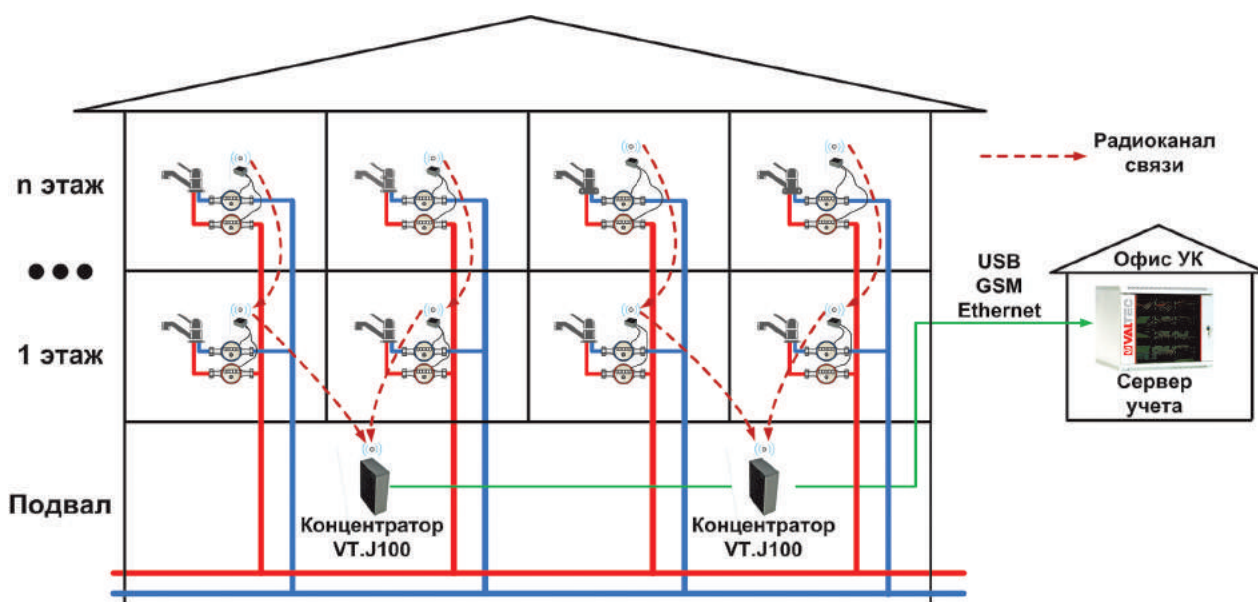 n этаж
1 этаж
Подвал
Концентратор
VT.J100
Концентратор
VT.J100
Радиоканал
связи
USB
GSM
Ethernet
Офис УК
VALTEC
Сервер
учета